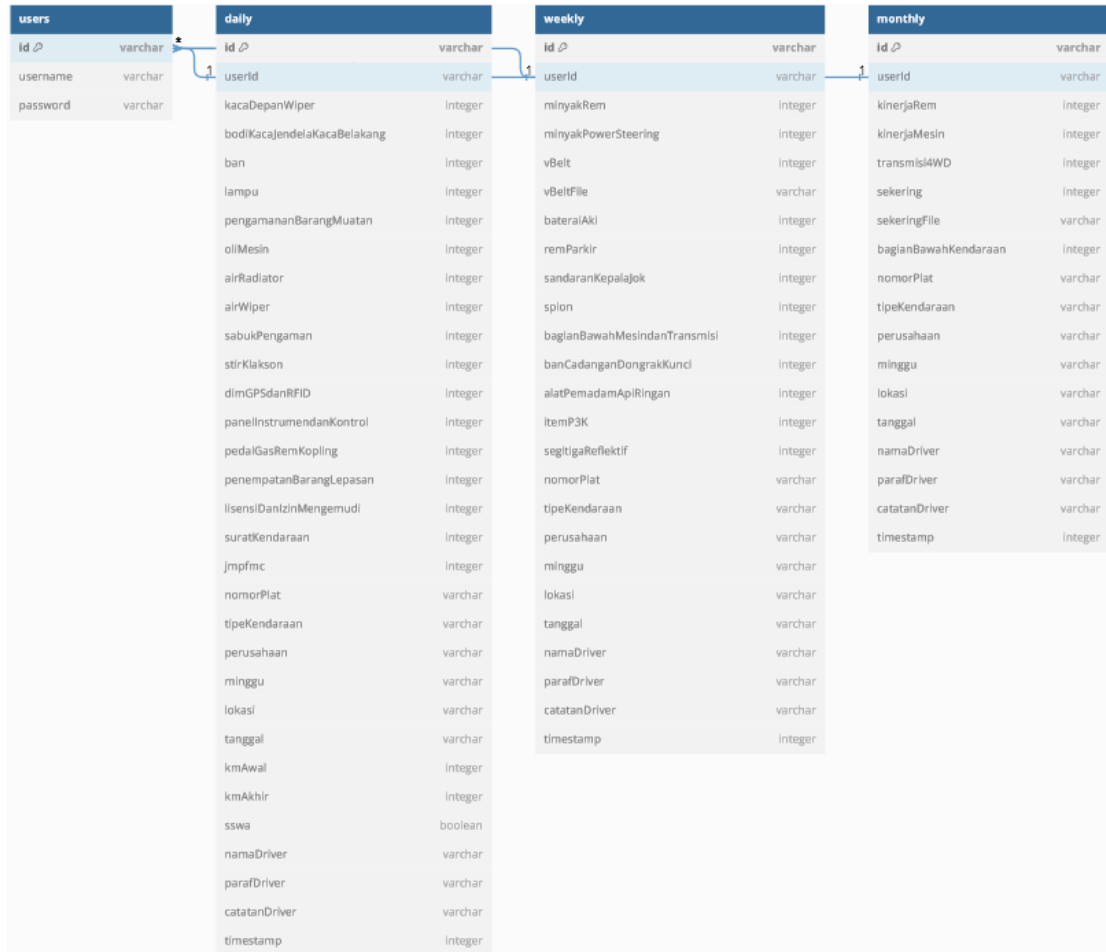 users
id varchar
username varchar
password varchar
*
1
daily
id varchar
userId varchar
kacaDepanWiper integer
bodiKacaJendelaKacaBelakang integer
ban integer
lampu integer
pengamananBarangMuatan integer
oliMesin integer
airRadiator integer
airWiper integer
sabukPengaman integer
stirKlakson integer
dimGPSdanRFID integer
panelInstrumendanKontrol integer
pedalGasRemKopling integer
penempatanBarangLepasan integer
lisensiDanIzinMengemudi integer
suratKendaraan integer
jmpfmc integer
nomorPlat varchar
tipeKendaraan varchar
perusahaan varchar
minggu varchar
lokasi varchar
tanggal varchar
kmAwal integer
kmAkhir integer
sswa boolean
namaDriver varchar
parafDriver varchar
catatanDriver varchar
timestamp integer
1
weekly
id varchar
userId varchar
minyakRem integer
minyakPowerSteering integer
vBelt integer
vBeltFile varchar
bateraiAki integer
remParkir integer
sandaranKepalaJok integer
spion integer
bagianBawahMesindanTransmisi integer
banCadanganDongrakKunci integer
alatPemadamApiRingan integer
itemP3K integer
segitigaReflektif integer
nomorPlat varchar
tipeKendaraan varchar
perusahaan varchar
minggu varchar
lokasi varchar
tanggal varchar
namaDriver varchar
parafDriver varchar
catatanDriver varchar
timestamp integer
1
monthly
id varchar
userId varchar
kinerjaRem integer
kinerjaMesin integer
transmisi4WD integer
sekering integer
sekeringFile varchar
bagianBawahKendaraan integer
nomorPlat varchar
tipeKendaraan varchar
perusahaan varchar
minggu varchar
lokasi varchar
tanggal varchar
namaDriver varchar
parafDriver varchar
catatanDriver varchar
timestamp integer